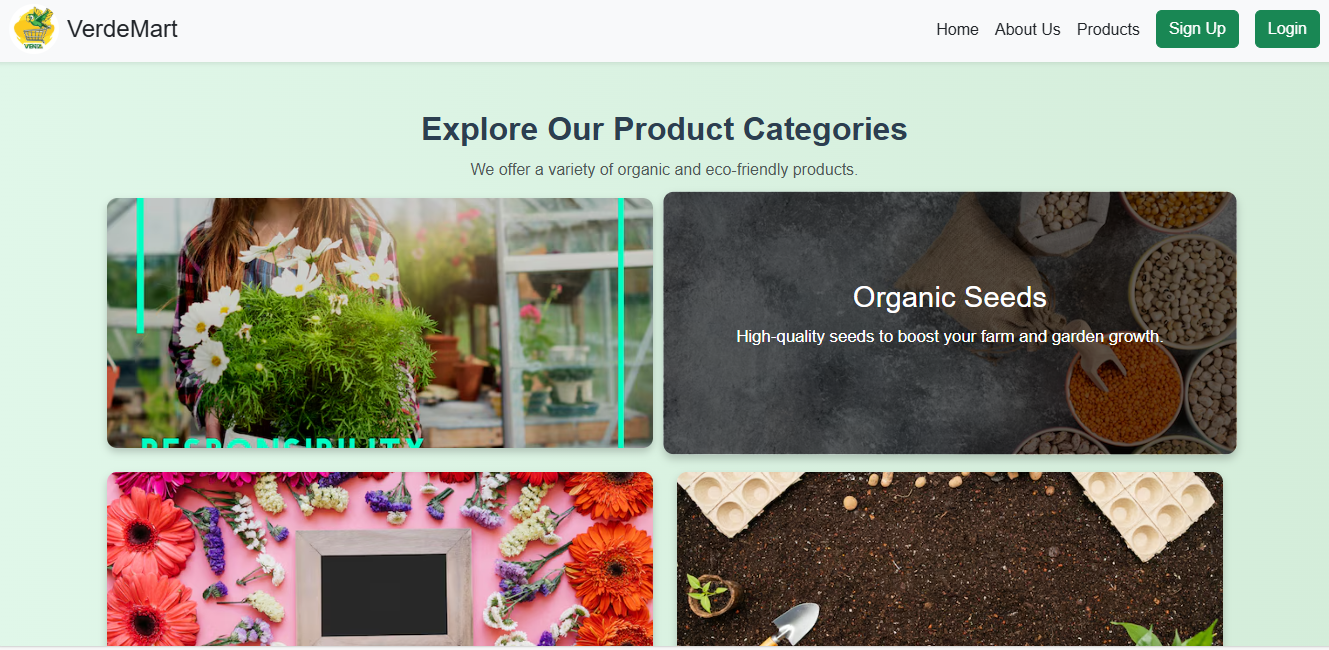 VerdeMart
Home
About Us
Products
Sign Up
Login
Explore Our Product Categories
We offer a variety of organic and eco-friendly products.
Organic Seeds
High-quality seeds to boost your farm and garden growth.
RESPONSIBILITY